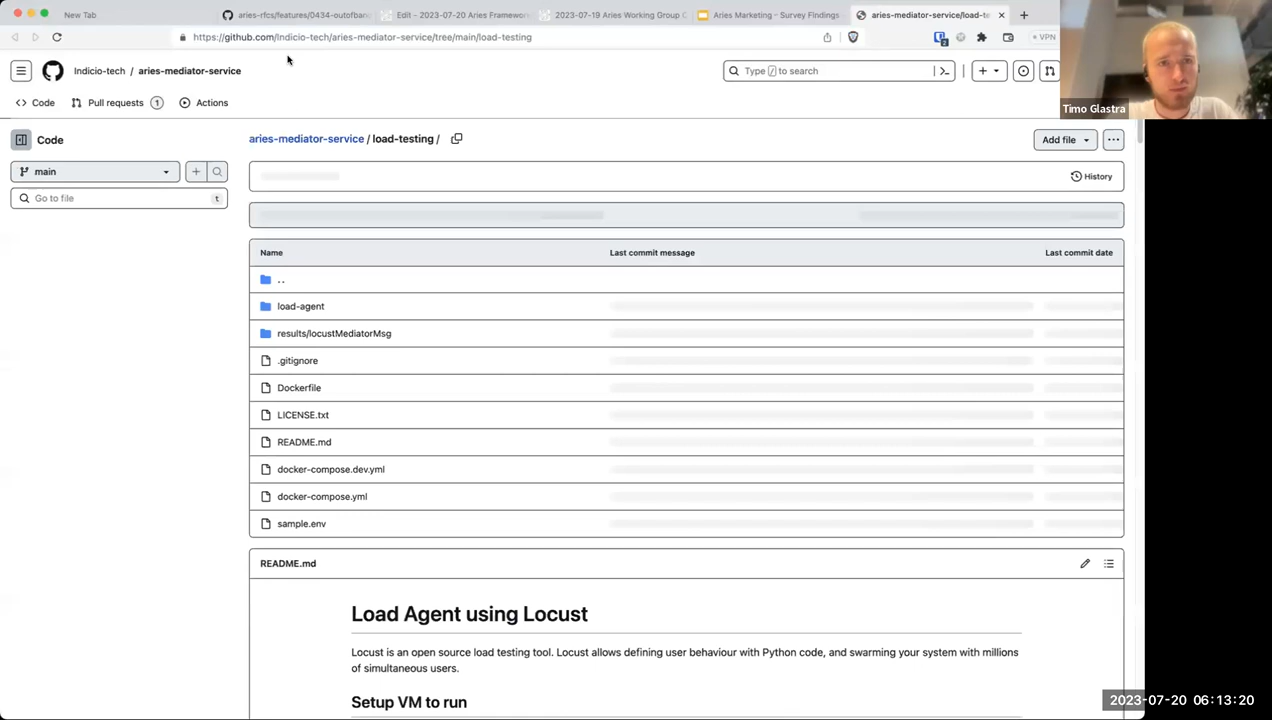 New Tab
aries-rfcs/features/0434-outofban
Edit - 2023-07-20 Aries Framewor
2023-07-19 Aries Working Group C
Aries Marketing – Survey Findings
aries-mediator-service/load-t
https://github.com/Indicio-tech/aries-mediator-service/tree/main/load-testing
2
VPN
Indicio-tech / aries-mediator-service
Type / to search
Timo Glastra
Code
Pull requests 1
Actions
Code
aries-mediator-service / load-testing /
Add file
main
History
Go to file
t
Name
Last commit message
Last commit date
..
load-agent
results/locustMediatorMsg
.gitignore
Dockerfile
LICENSE.txt
README.md
docker-compose.dev.yml
docker-compose.yml
sample.env
README.md
Load Agent using Locust
Locust is an open source load testing tool. Locust allows defining user behaviour with Python code, and swarming your system with millions
of simultaneous users.
Setup VM to run
2023-07-20 06:13:20